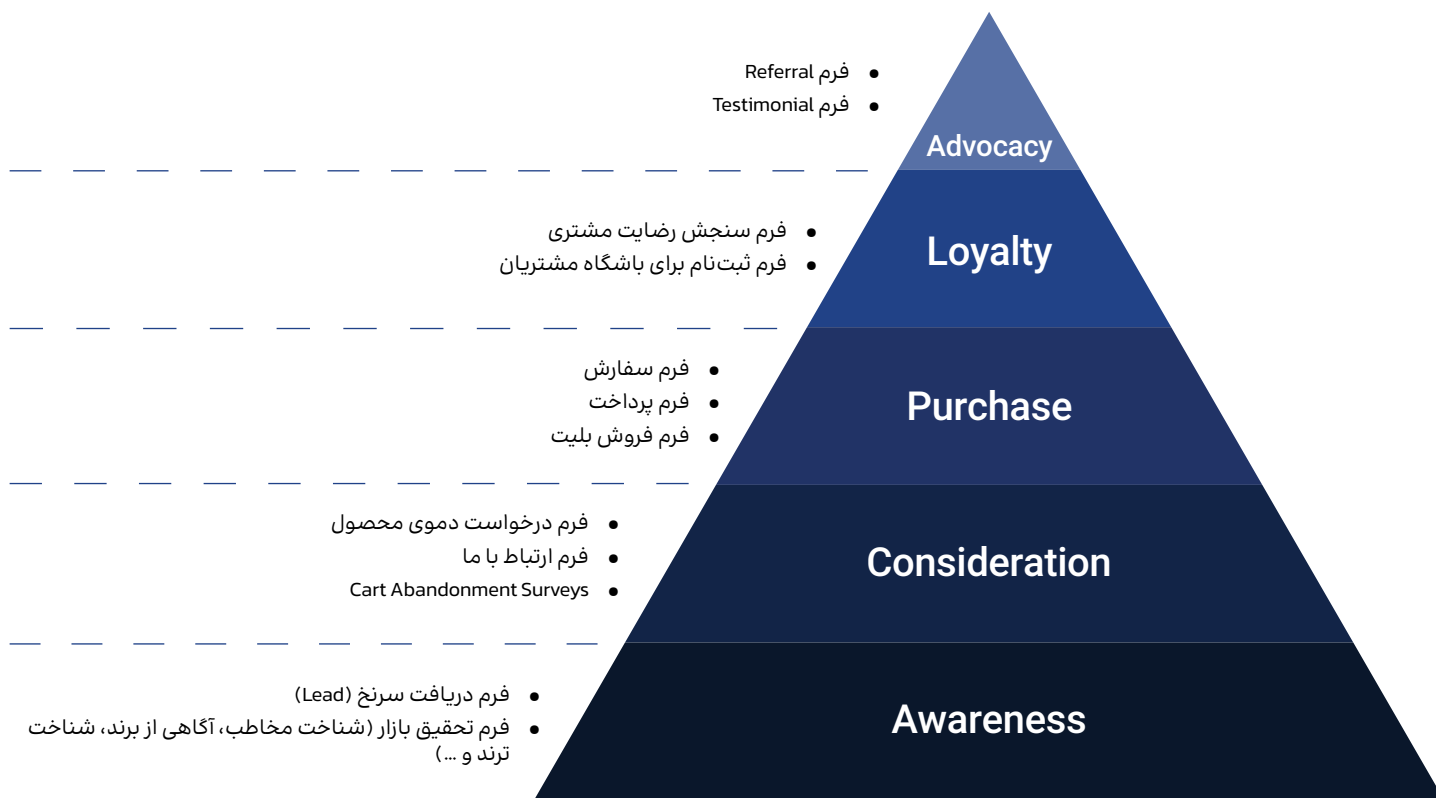 فرم Referral
فرم Testimonial
Advocacy
فرم سنجش رضایت مشتری
فرم ثبت‌نام برای باشگاه مشتریان
Loyalty
فرم سفارش
فرم پرداخت
فرم فروش بلیت
Purchase
فرم درخواست دموی محصول
فرم ارتباط با ما
Cart Abandonment Surveys
Consideration
فرم دریافت سرنخ (Lead)
فرم تحقیق بازار (شناخت مخاطب، آگاهی از برند، شناخت
ترند و ...)
Awareness